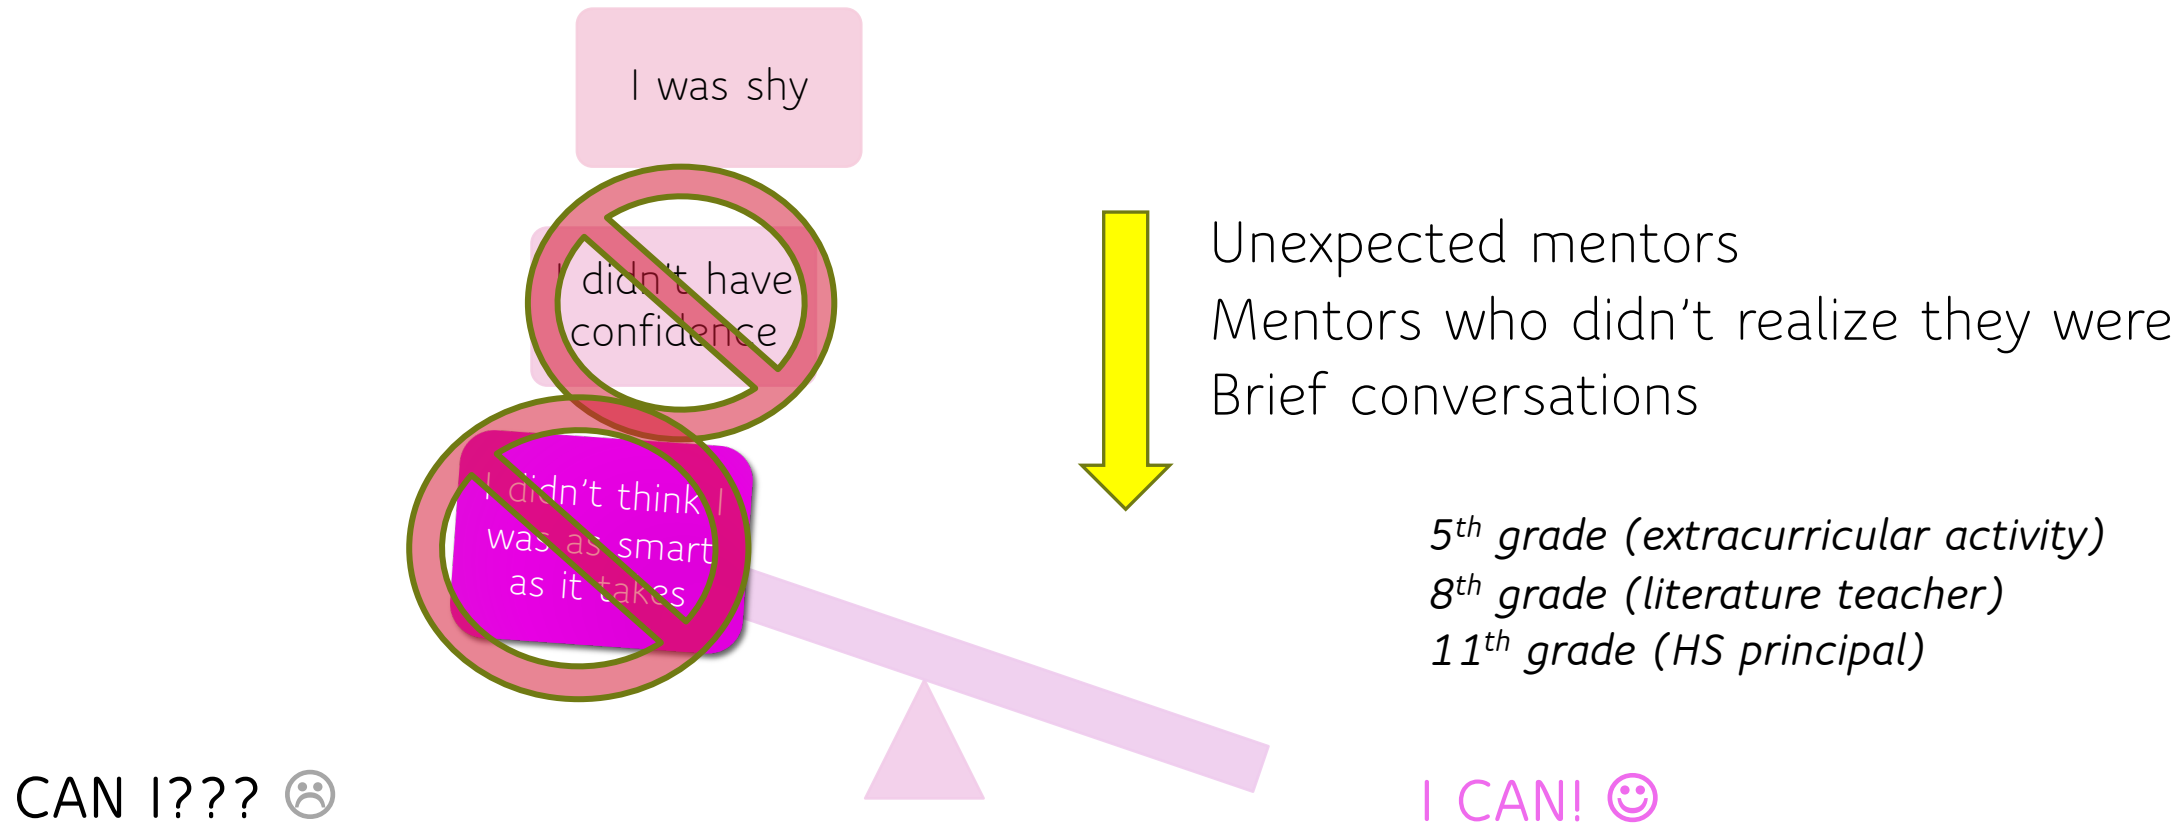 I was shy
I didn't have
confidence
I didn't think I
was as smart
as it takes
Unexpected mentors
Mentors who didn't realize they were
Brief conversations
5th grade (extracurricular activity)
8th grade (literature teacher)
11th grade (HS principal)
CAN I??? ☹
I CAN! ☺